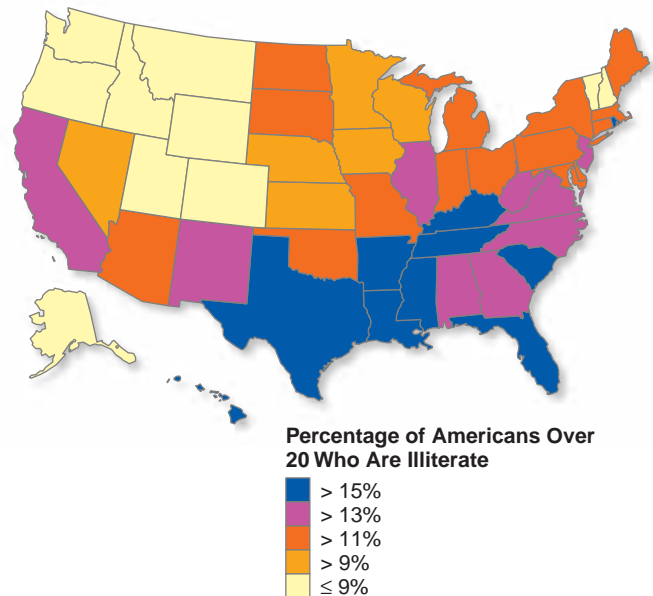 Percentage of Americans Over
20 Who Are Illiterate
> 15%
> 13%
> 11%
> 9%
≤ 9%